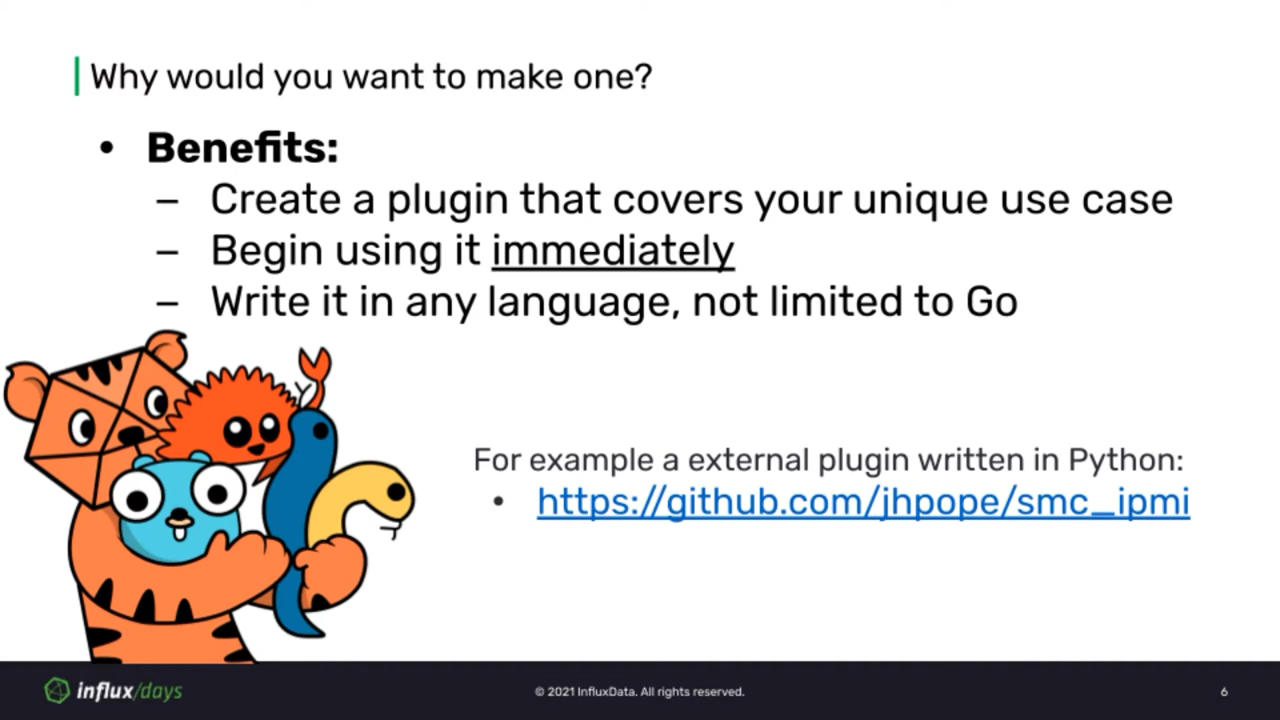 Why would you want to make one?
• Benefits:
– Create a plugin that covers your unique use case
– Begin using it immediately
– Write it in any language, not limited to Go
For example a external plugin written in Python:
• https://github.com/jhpope/smc_ipmi
influx/days
© 2021 InfluxData. All rights reserved.
6